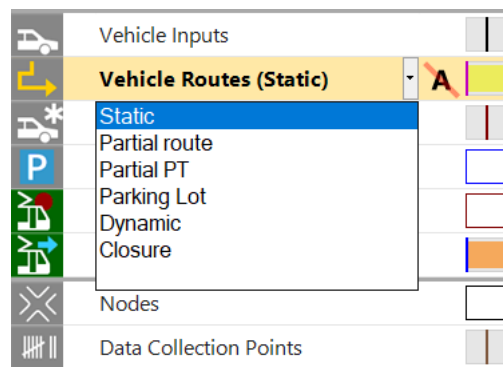 Vehicle Inputs
Vehicle Routes (Static)
A
Static
Partial route
Partial PT
P
Parking Lot
Dynamic
Closure
Nodes
Data Collection Points